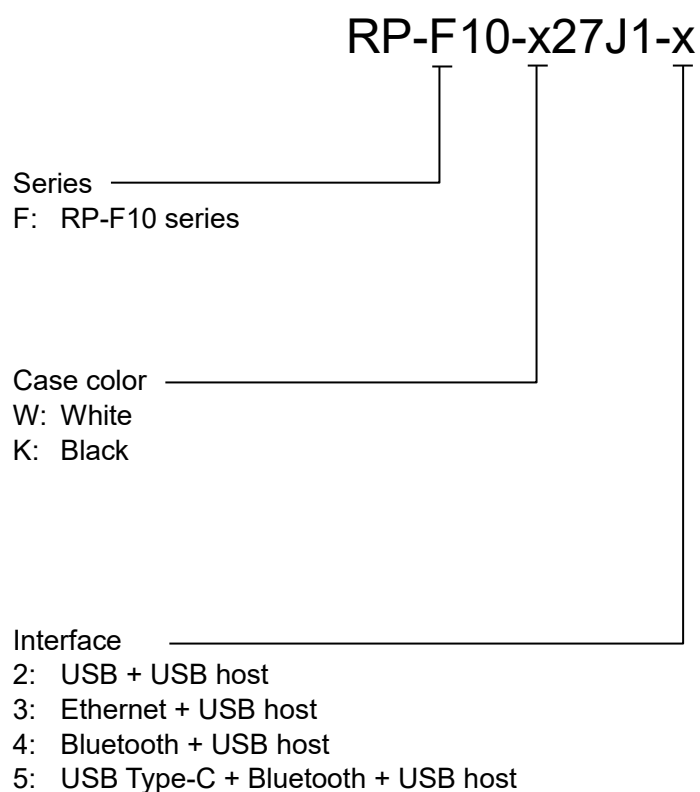 RP-F10-x27J1-x
Series
F: RP-F10 series
Case color
W: White
K: Black
Interface
2: USB + USB host
3: Ethernet + USB host
4: Bluetooth + USB host
5: USB Type-C + Bluetooth + USB host